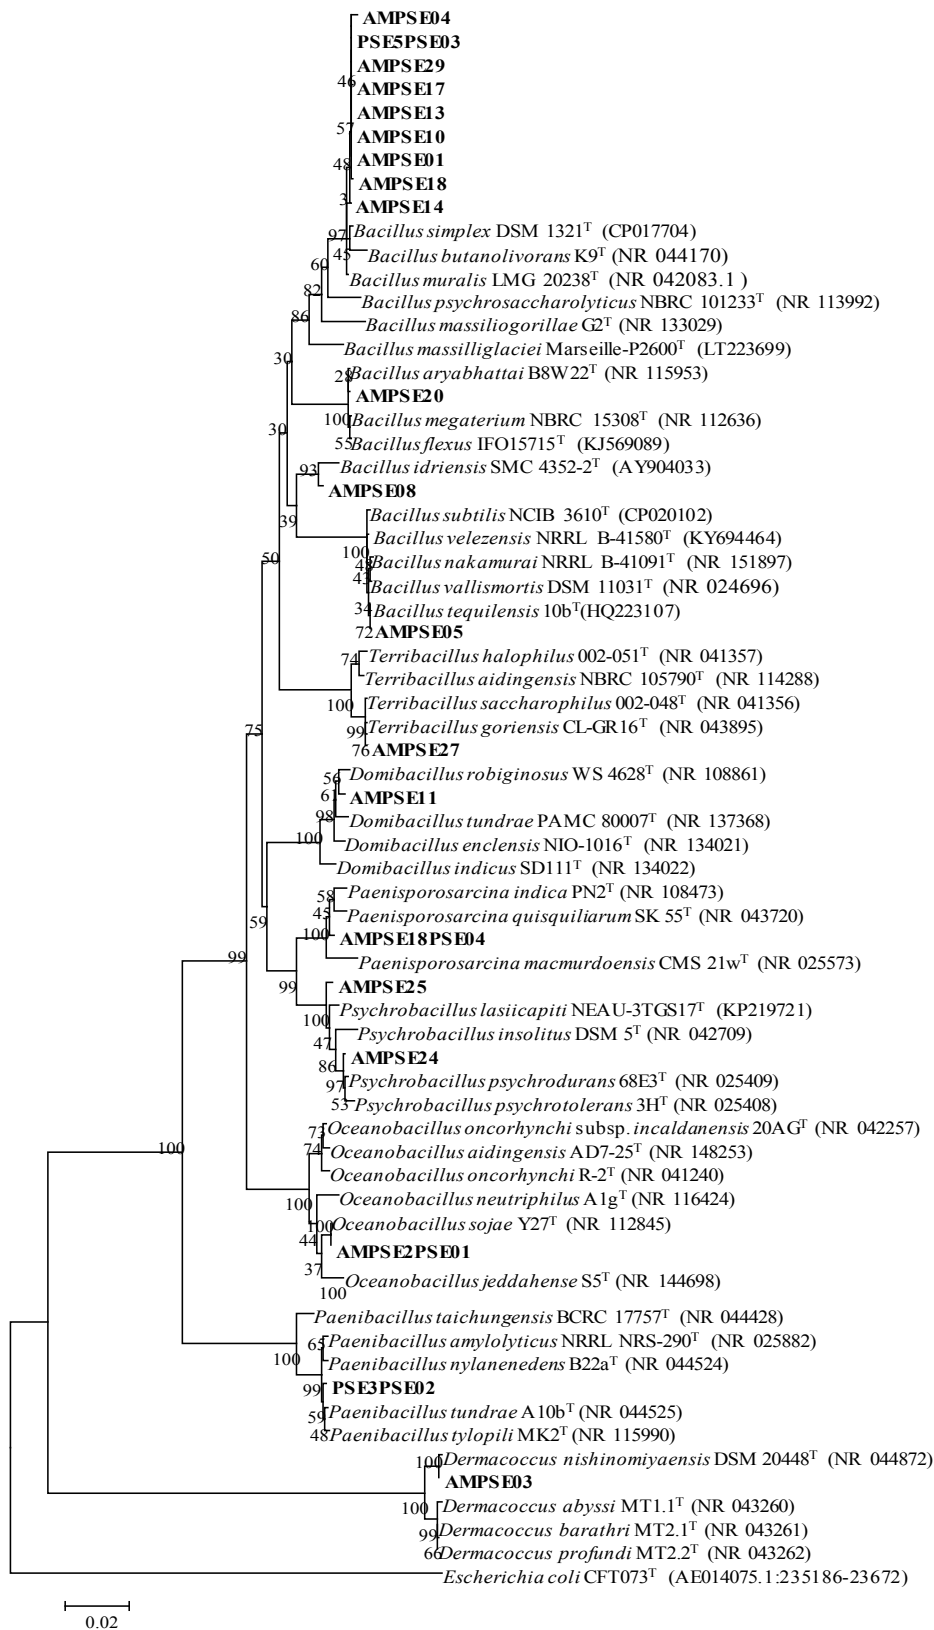 AMPSE04
PSE5PSE03
AMPSE29
46
AMPSE17
AMPSE13
57
AMPSE10
AMPSE01
48
AMPSE18
3
AMPSE14
Bacillus simplex DSM 1321T (CP017704)
97
45
Bacillus butanolivorans K9T (NR 044170)
60
Bacillus muralis LMG 20238T (NR 042083.1 )
82
Bacillus psychrosaccharolyticus NBRC 101233T (NR 113992)
86
Bacillus massiliogorillae G2T (NR 133029)
Bacillus massilliglaciei Marseille-P2600T (LT223699)
30
28
Bacillus aryabhattai B8W22T (NR 115953)
AMPSE20
100
Bacillus megaterium NBRC 15308T (NR 112636)
30
55
Bacillus flexus IFO15715T (KJ569089)
93
Bacillus idriensis SMC 4352-2T (AY904033)
AMPSE08
39
Bacillus subtilis NCIB 3610T (CP020102)
Bacillus velezensis NRRL B-41580T (KY694464)
100
50
Bacillus nakamurai NRRL B-41091T (NR 151897)
43
Bacillus vallismortis DSM 11031T (NR 024696)
34
Bacillus tequilensis 10bT(HQ223107)
72
AMPSE05
74
Terribacillus halophilus 002-051T (NR 041357)
Terribacillus aidingensis NBRC 105790T (NR 114288)
100
Terribacillus saccharophilus 002-048T (NR 041356)
75
99
Terribacillus goriensis CL-GR16T (NR 043895)
76
AMPSE27
56
Domibacillus robiginosus WS 4628T (NR 108861)
61
AMPSE11
98
Domibacillus tundrae PAMC 80007T (NR 137368)
100
Domibacillus enclensis NIO-1016T (NR 134021)
Domibacillus indicus SD111T (NR 134022)
58
Paenisporosarcina indica PN2T (NR 108473)
59
45
Paenisporosarcina quisquiliarum SK 55T (NR 043720)
100
AMPSE18PSE04
99
Paenisporosarcina macmurdoensis CMS 21wT (NR 025573)
99
AMPSE25
Psychrobacillus lasiicapiti NEAU-3TGS17T (KP219721)
100
Psychrobacillus insolitus DSM 5T (NR 042709)
47
AMPSE24
86
97
Psychrobacillus psychrodurans 68E3T (NR 025409)
53
Psychrobacillus psychrotolerans 3HT (NR 025408)
73
Oceanobacillus oncorhynchi subsp. incaldanensis 20AGT (NR 042257)
100
74
Oceanobacillus aidingensis AD7-25T (NR 148253)
Oceanobacillus oncorhynchi R-2T (NR 041240)
100
Oceanobacillus neutriphilus A1gT (NR 116424)
100
Oceanobacillus sojae Y27T (NR 112845)
44
AMPSE2PSE01
37
Oceanobacillus jeddahense S5T (NR 144698)
100
Paenibacillus taichungensis BCRC 17757T (NR 044428)
65
Paenibacillus amylolyticus NRRL NRS-290T (NR 025882)
100
Paenibacillus nylanenedens B22aT (NR 044524)
99
PSE3PSE02
59
Paenibacillus tundrae A10bT (NR 044525)
48
Paenibacillus tylopili MK2T (NR 115990)
100
Dermacoccus nishinomiyaensis DSM 20448T (NR 044872)
AMPSE03
100
Dermacoccus abyssi MT1.1T (NR 043260)
99
Dermacoccus barathri MT2.1T (NR 043261)
66
Dermacoccus profundi MT2.2T (NR 043262)
Escherichia coli CFT073T (AE014075.1:235186-23672)
0.02